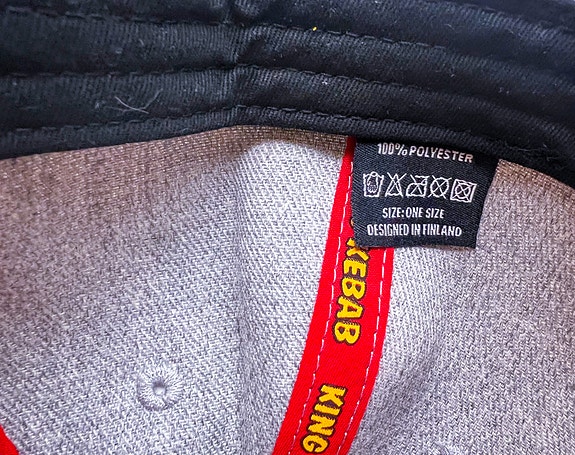 100% POLYESTER
SIZE: ONE SIZE
DESIGNED IN FINLAND
KEBAB
KING